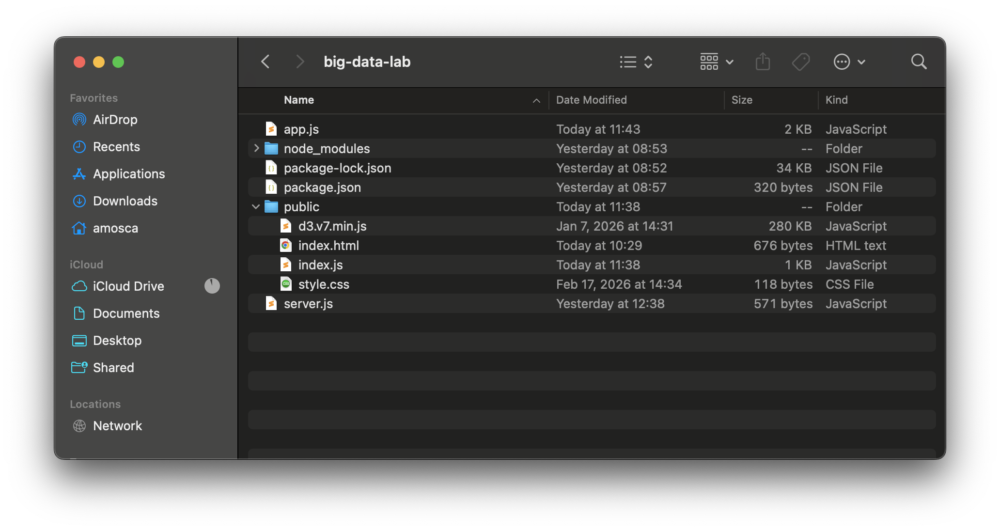 big-data-lab
Favorites
AirDrop
Recents
Applications
Downloads
amosca
iCloud
iCloud Drive
Documents
Desktop
Shared
Locations
Network
Name Date Modified Size Kind
app.js Today at 11:43 2 KB JavaScript
node_modules Yesterday at 08:53 -- Folder
package-lock.json Yesterday at 08:52 34 KB JSON File
package.json Yesterday at 08:57 320 bytes JSON File
public Today at 11:38 -- Folder
d3.v7.min.js Jan 7, 2026 at 14:31 280 KB JavaScript
index.html Today at 10:29 676 bytes HTML text
index.js Today at 11:38 1 KB JavaScript
style.css Feb 17, 2026 at 14:34 118 bytes CSS File
server.js Yesterday at 12:38 571 bytes JavaScript